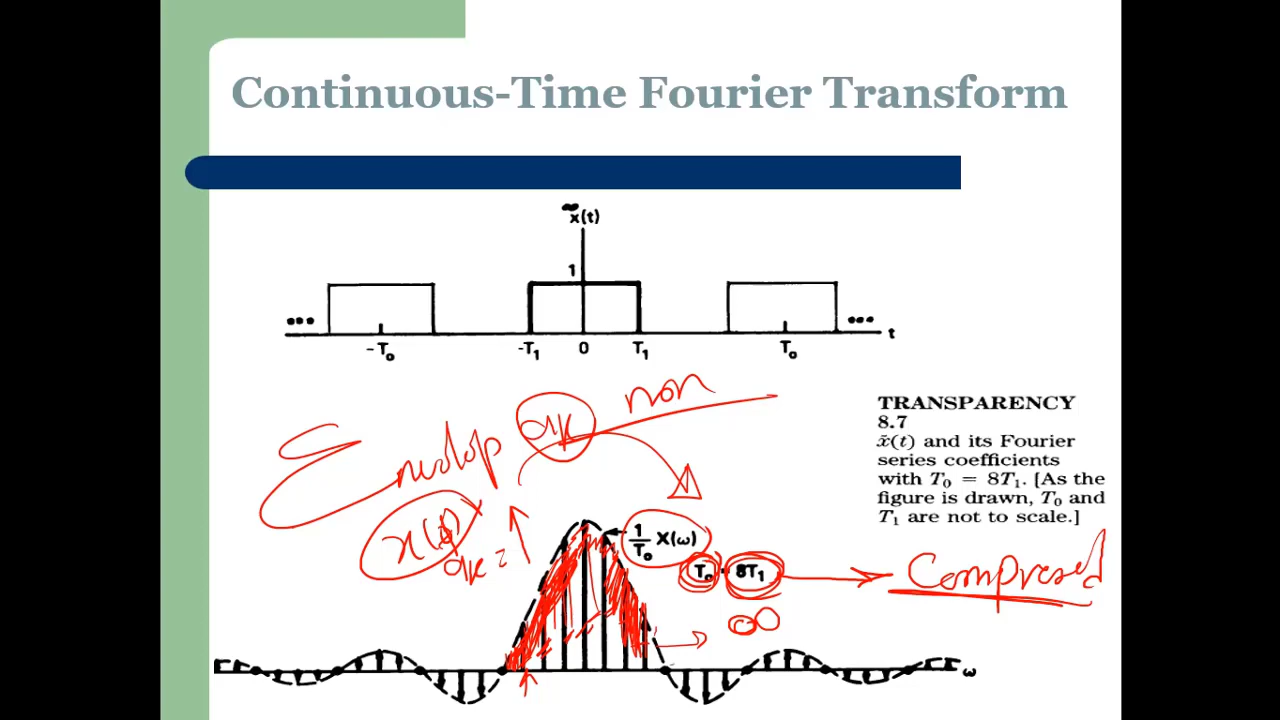 Continuous-Time Fourier Transform
x̃(t)
1
••• ••• t
-T₀ -T₁ 0 T₁ T₀
non
ak
Envelop
TRANSPARENCY
8.7
x̃(t) and its Fourier
series coefficients
with T₀ = 8T₁. [As the
figure is drawn, T₀ and
T₁ are not to scale.]
ak =
1/T₀ X(ω)
T₀ = 8T₁
Compresed
∞
ω